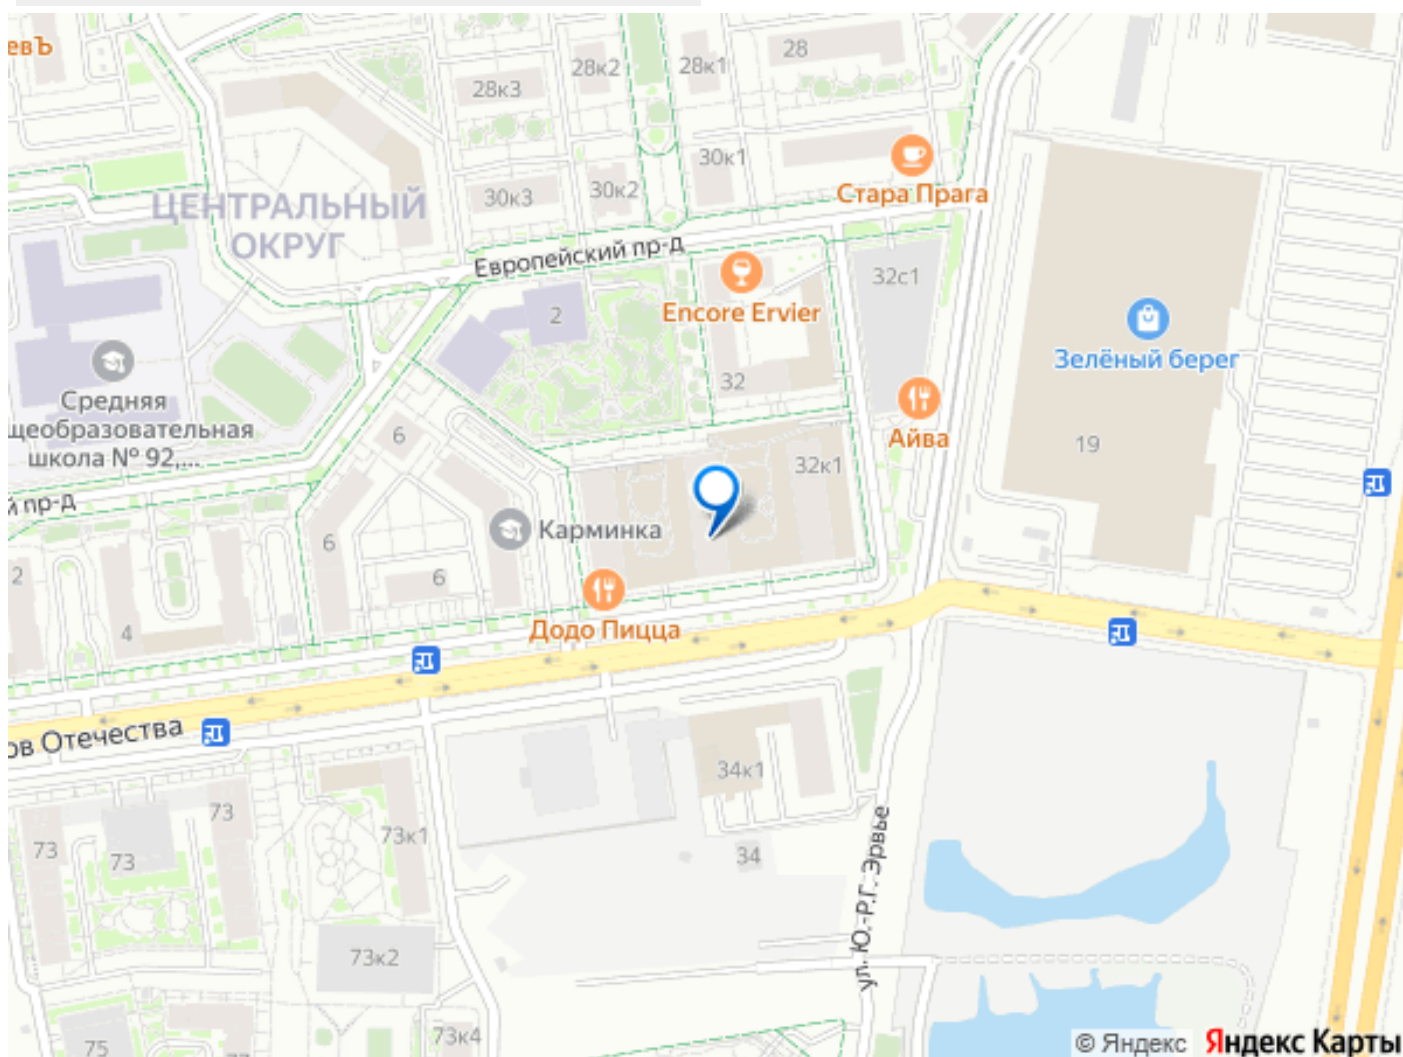 евЪ
28к2
28к1
28
28к3
30к1
Стара Прага
30к3
30к2
ЦЕНТРАЛЬНЫЙ
ОКРУГ
Европейский пр-д
32с1
Encore Ervier
2
Зелёный берег
32
Средняя
щеобразовательная
школа № 92,...
6
Айва
19
32к1
й пр-д
Карминка
6
6
2
4
Додо Пицца
ов Отечества
34к1
73
73
73
73к1
34
ул. Ю.-Р.Г. Эрвье
73к2
73к4
75
© Яндекс Яндекс Карты